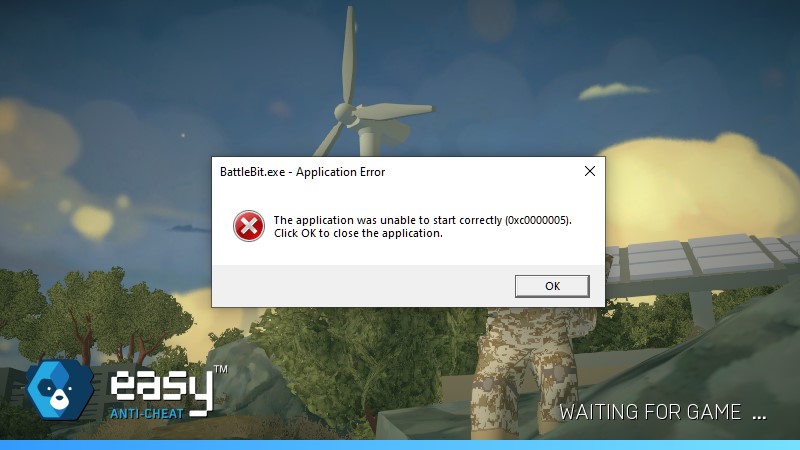 BattleBit.exe - Application Error
The application was unable to start correctly (0xc0000005).
Click OK to close the application.
OK
easy™
ANTI-CHEAT
WAITING FOR GAME ...